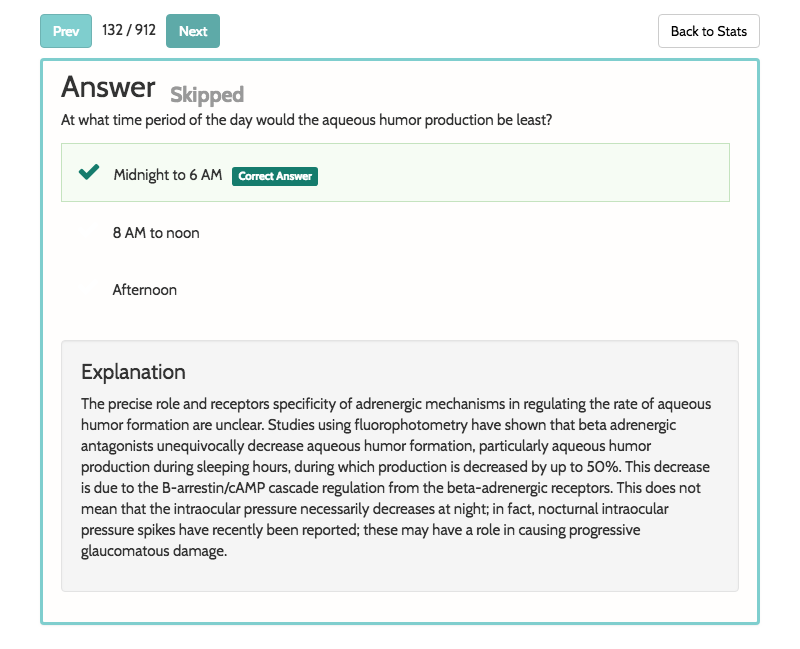 Prev 132 / 912 Next Back to Stats
Answer Skipped
At what time period of the day would the aqueous humor production be least?
Midnight to 6 AM Correct Answer
8 AM to noon
Afternoon
Explanation
The precise role and receptors specificity of adrenergic mechanisms in regulating the rate of aqueous
humor formation are unclear. Studies using fluorophotometry have shown that beta adrenergic
antagonists unequivocally decrease aqueous humor formation, particularly aqueous humor
production during sleeping hours, during which production is decreased by up to 50%. This decrease
is due to the B-arrestin/cAMP cascade regulation from the beta-adrenergic receptors. This does not
mean that the intraocular pressure necessarily decreases at night; in fact, nocturnal intraocular
pressure spikes have recently been reported; these may have a role in causing progressive
glaucomatous damage.